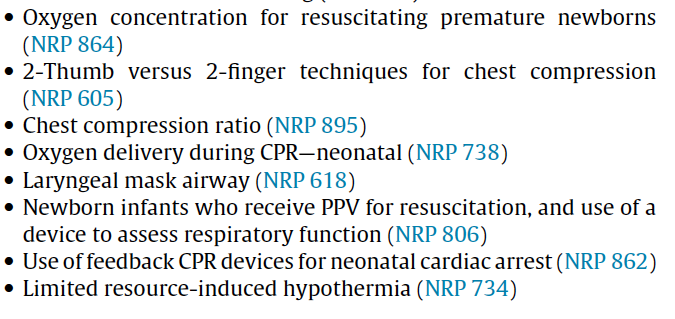 • Oxygen concentration for resuscitating premature newborns
(NRP 864)
• 2-Thumb versus 2-finger techniques for chest compression
(NRP 605)
• Chest compression ratio (NRP 895)
• Oxygen delivery during CPR—neonatal (NRP 738)
• Laryngeal mask airway (NRP 618)
• Newborn infants who receive PPV for resuscitation, and use of a
device to assess respiratory function (NRP 806)
• Use of feedback CPR devices for neonatal cardiac arrest (NRP 862)
• Limited resource-induced hypothermia (NRP 734)